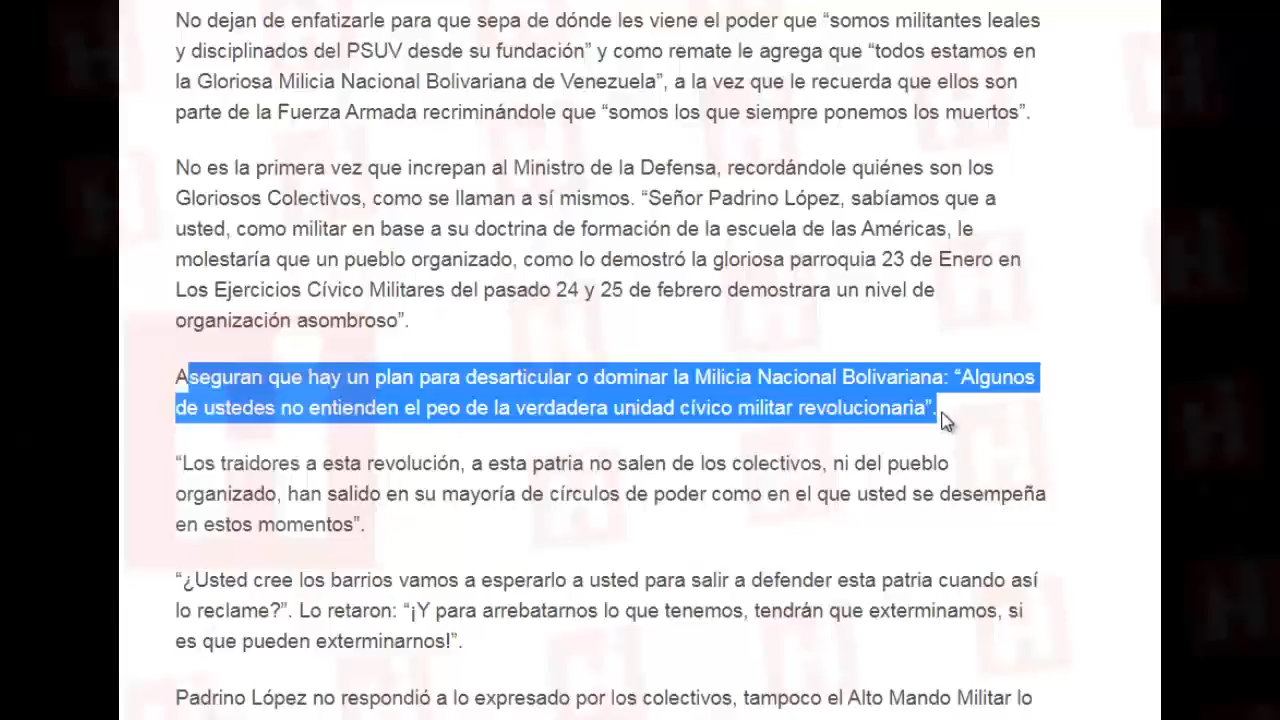 No dejan de enfatizarle para que sepa de dónde les viene el poder que “somos militantes leales
y disciplinados del PSUV desde su fundación” y como remate le agrega que “todos estamos en
la Gloriosa Milicia Nacional Bolivariana de Venezuela”, a la vez que le recuerda que ellos son
parte de la Fuerza Armada recriminándole que “somos los que siempre ponemos los muertos”.
No es la primera vez que increpan al Ministro de la Defensa, recordándole quiénes son los
Gloriosos Colectivos, como se llaman a sí mismos. “Señor Padrino López, sabíamos que a
usted, como militar en base a su doctrina de formación de la escuela de las Américas, le
molestaría que un pueblo organizado, como lo demostró la gloriosa parroquia 23 de Enero en
Los Ejercicios Cívico Militares del pasado 24 y 25 de febrero demostrara un nivel de
organización asombroso”.
Aseguran que hay un plan para desarticular o dominar la Milicia Nacional Bolivariana: “Algunos
de ustedes no entienden el peo de la verdadera unidad cívico militar revolucionaria”.
“Los traidores a esta revolución, a esta patria no salen de los colectivos, ni del pueblo
organizado, han salido en su mayoría de círculos de poder como en el que usted se desempeña
en estos momentos”.
“¿Usted cree los barrios vamos a esperarlo a usted para salir a defender esta patria cuando así
lo reclame?”. Lo retaron: “¡Y para arrebatarnos lo que tenemos, tendrán que exterminarnos, si
es que pueden exterminarnos!”.
Padrino López no respondió a lo expresado por los colectivos, tampoco el Alto Mando Militar lo